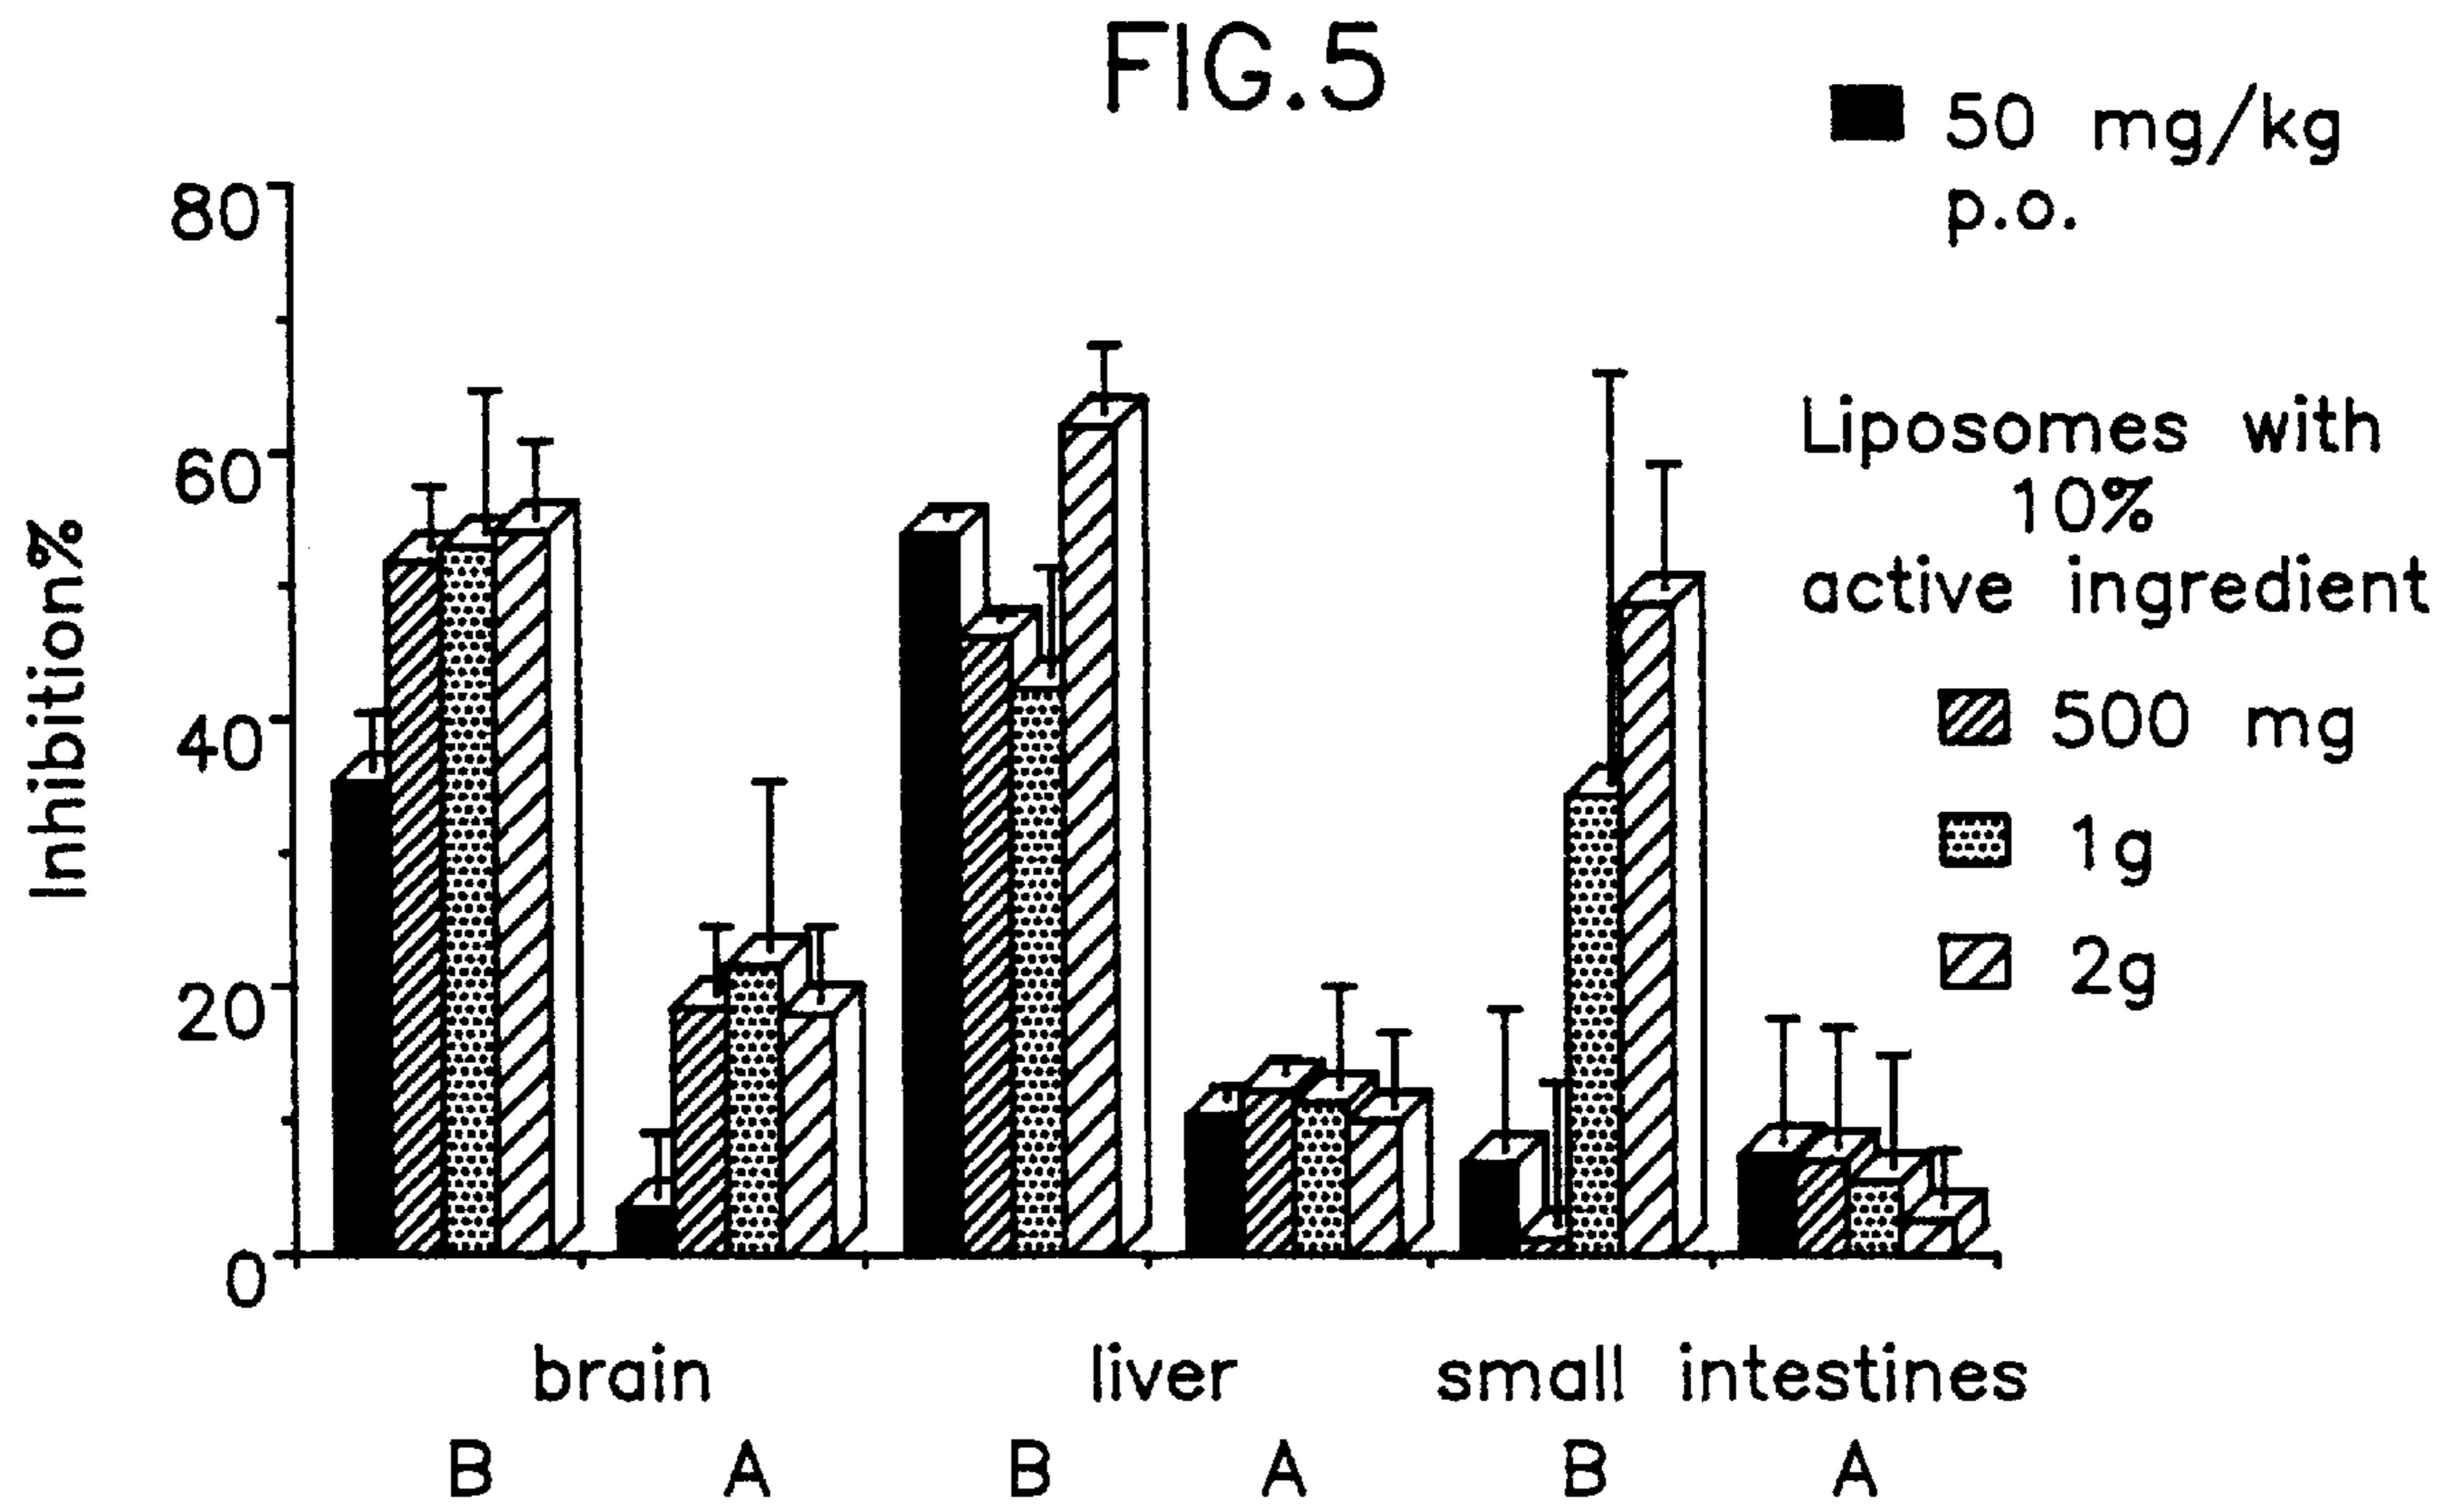 FIG.5
50 mg/kg
p.o.
80
60
40
20
0
Inhibition%
Liposomes with
10%
active ingredient
500 mg
1g
2g
brain
liver
small intestines
B A B A B A